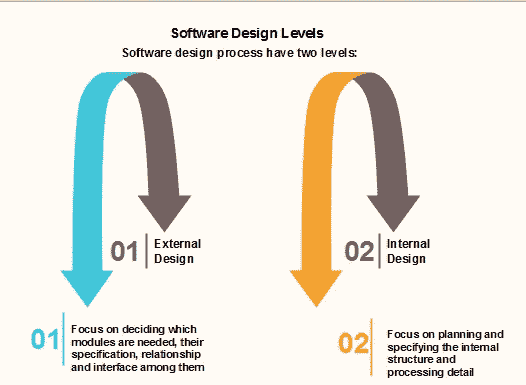 Software Design Levels
Software design process have two levels:
01
External
Design
02
Internal
Design
01
Focus on deciding which
modules are needed, their
specification, relationship
and interface among them
02
Focus on planning and
specifying the internal
structure and
processing detail